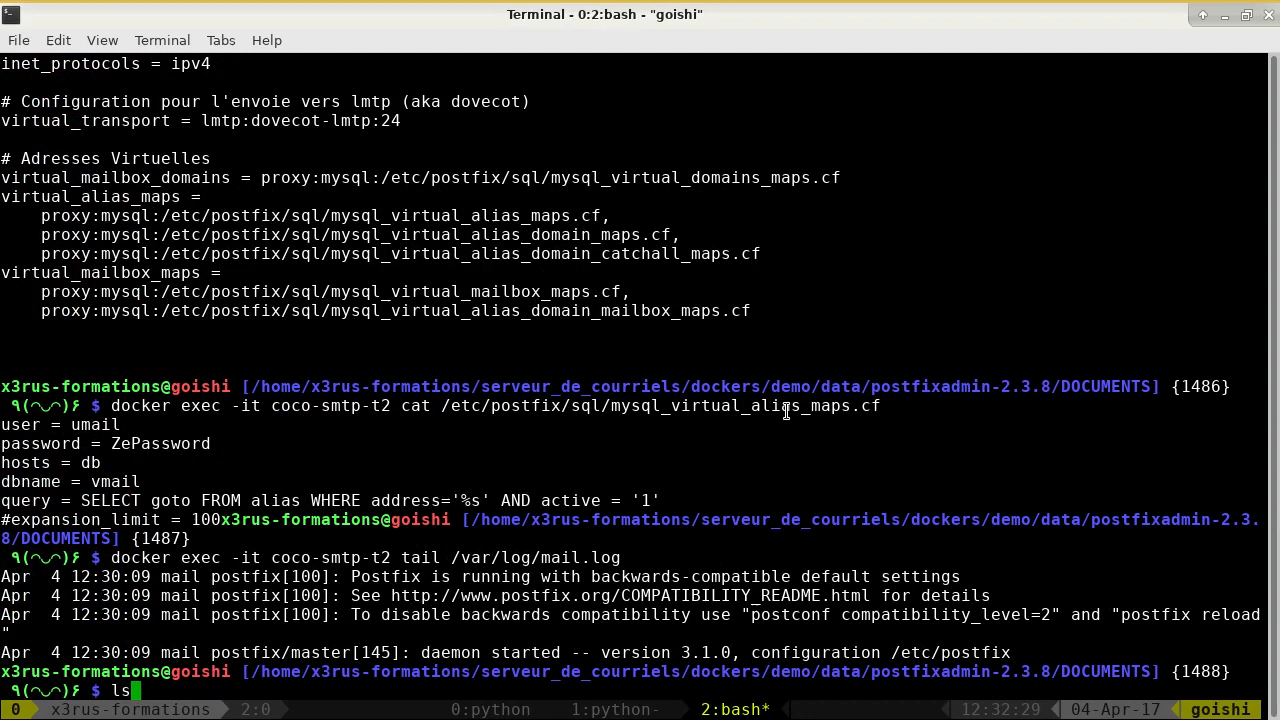 Terminal - 0:2:bash - "goishi"
File Edit View Terminal Tabs Help
inet_protocols = ipv4
# Configuration pour l'envoie vers lmtp (aka dovecot)
virtual_transport = lmtp:dovecot-lmtp:24
# Adresses Virtuelles
virtual_mailbox_domains = proxy:mysql:/etc/postfix/sql/mysql_virtual_domains_maps.cf
virtual_alias_maps =
    proxy:mysql:/etc/postfix/sql/mysql_virtual_alias_maps.cf,
    proxy:mysql:/etc/postfix/sql/mysql_virtual_alias_domain_maps.cf,
    proxy:mysql:/etc/postfix/sql/mysql_virtual_alias_domain_catchall_maps.cf
virtual_mailbox_maps =
    proxy:mysql:/etc/postfix/sql/mysql_virtual_mailbox_maps.cf,
    proxy:mysql:/etc/postfix/sql/mysql_virtual_alias_domain_mailbox_maps.cf
x3rus-formations@goishi [/home/x3rus-formations/serveur_de_courriels/dockers/demo/data/postfixadmin-2.3.8/DOCUMENTS] {1486}
٩(◠◡◠)۶ $ docker exec -it coco-smtp-t2 cat /etc/postfix/sql/mysql_virtual_alias_maps.cf
user = umail
password = ZePassword
hosts = db
dbname = vmail
query = SELECT goto FROM alias WHERE address='%s' AND active = '1'
#expansion_limit = 100x3rus-formations@goishi [/home/x3rus-formations/serveur_de_courriels/dockers/demo/data/postfixadmin-2.3.
8/DOCUMENTS] {1487}
٩(◠◡◠)۶ $ docker exec -it coco-smtp-t2 tail /var/log/mail.log
Apr  4 12:30:09 mail postfix[100]: Postfix is running with backwards-compatible default settings
Apr  4 12:30:09 mail postfix[100]: See http://www.postfix.org/COMPATIBILITY_README.html for details
Apr  4 12:30:09 mail postfix[100]: To disable backwards compatibility use "postconf compatibility_level=2" and "postfix reload
"
Apr  4 12:30:09 mail postfix/master[145]: daemon started -- version 3.1.0, configuration /etc/postfix
x3rus-formations@goishi [/home/x3rus-formations/serveur_de_courriels/dockers/demo/data/postfixadmin-2.3.8/DOCUMENTS] {1488}
٩(◠◡◠)۶ $ ls
0 x3rus-formations 2:0 0:python 1:python- 2:bash* 12:32:29 04-Apr-17 goishi